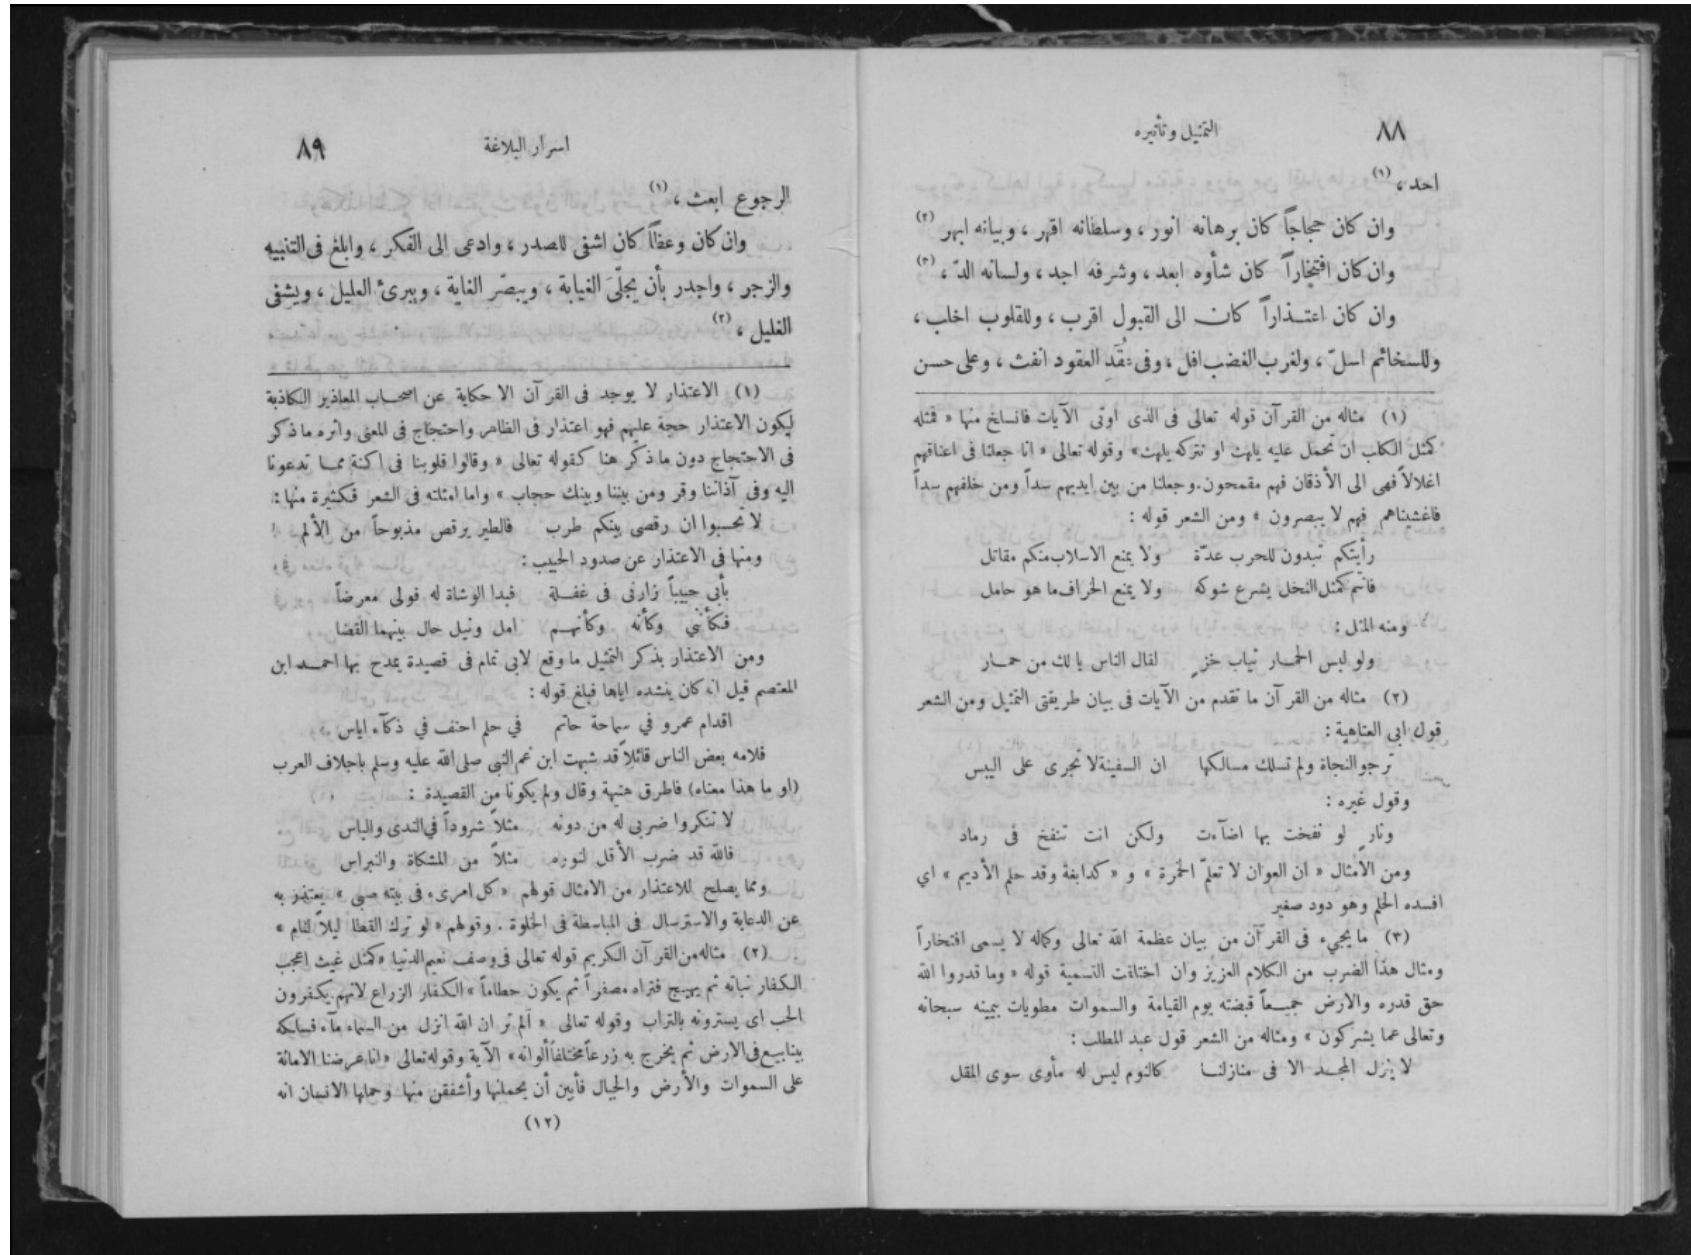 ٨٨
التمثيل وتأثيره
احد، (١)
وان كان حجاجاً كان برهانه انور، وسلطانه اقهر، وبيانه ابهر (٢)
وان كان افتخاراً كان شأوه ابعد، وشرفه اجد، ولسانه الدّ، (٣)
وان كان اعتذاراً كان الى القبول اقرب، وللقلوب اخلب،
وللسخائم اسلّ، ولغرب الغضب افل، وفى عُقَدِ العقود انفث، وعلى حسن
(١) مثاله من القرآن قوله تعالى فى الذى اوتى الآيات فانسلخ منها « فمثله
كمثل الكلب ان تحمل عليه يلهث او تتركه يلهث» وقوله تعالى « انا جعلنا فى اعناقهم
اغلالاً فهى الى الأذقان فهم مقمحون.وجعلنا من بين ايديهم سداً ومن خلفهم سداً
فاغشيناهم فهم لا يبصرون » ومن الشعر قوله :
رأيتكم تبدون للحرب عدّة ولا يمنع الاسلاب منكم مقاتل
فانتم كمثل النخل يشرع شوكه ولا يمنع الخراف ما هو حامل
ومنه المثل :
ولو لبس الحمار ثياب خزٍ لقال الناس يا لك من حمار
(٢) مثاله من القرآن ما تقدم من الآيات فى بيان طريقتى التمثيل ومن الشعر
قول ابى العتاهية :
ترجو النجاة ولم تسلك مسالكها ان السفينة لا تجرى على اليبس
وقول غيره :
ونارٍ لو نفخت بها اضآءت ولكن انت تنفخ فى رماد
ومن الأمثال « ان العوان لا تعلّم الخمرة » و « كدابغة وقد حلم الأديم » اي
افسده الحلم وهو دود صغير
(٣) ما يجيء فى القرآن من بيان عظمة الله تعالى وكماله لا يسمى افتخاراً
ومثال هذا الضرب من الكلام العزيز وان اختلفت التسمية قوله « وما قدروا الله
حق قدره والارض جميعاً قبضته يوم القيامة والسموات مطويات بيمينه سبحانه
وتعالى عما يشركون » ومثاله من الشعر قول عبد المطلب :
لا ينزل المجد الا فى منازلنا كالنوم ليس له مأوى سوى المقل
اسرار البلاغة
٨٩
الرجوع ابعث، (١)
وان كان وعظاً كان اشفى للصدر، وادعى الى الفكر، وابلغ فى التنبيه
والزجر، واجدر بأن يجلّىَ الغيابة، ويبصّر الغاية، ويبرئ العليل، ويشفى
الغليل، (٢)
(١) الاعتذار لا يوجد فى القرآن الا حكاية عن اصحاب المعاذير الكاذبة
ليكون الاعتذار حجة عليهم فهو اعتذار فى الظاهر واحتجاج فى المعنى واثره ما ذكر
فى الاحتجاج دون ما ذكر هنا كقوله تعالى « وقالوا قلوبنا فى اكنة مما تدعونا
اليه وفى آذاننا وقر ومن بيننا وبينك حجاب » واما امثلته فى الشعر فكثيرة منها :
لا تحسبوا ان رقصى بينكم طرب فالطير يرقص مذبوحاً من الألم
ومنها فى الاعتذار عن صدود الحبيب :
بأبى حبيباً زارنى فى غفلة فبدا الوشاة له فولى معرضاً
فكأننى وكأنه وكأنهم امل ونيل حال بينهما القضا
ومن الاعتذار بذكر التمثيل ما وقع لابى تمام فى قصيدة يمدح بها احمد ابن
المعتصم قيل انه كان ينشده اياها فبلغ قوله :
اقدام عمرو في سماحة حاتم في حلم احنف في ذكآء اياس
فلامه بعض الناس قائلاً قد شبهت ابن عم النبى صلى الله عليه وسلم باجلاف العرب
(او ما هذا معناه) فاطرق هنيهة وقال ولم يكونا من القصيدة :
لا تنكروا ضربى له من دونه مثلاً شروداً في الندى والباس
فالله قد ضرب الأقل لنوره مثلاً من المشكاة والنبراس
ومما يصلح للاعتذار من الامثال قولهم « كل امرىء فى بيته صبى » يعتذر به
عن الدعابة والاسترسال فى المباسطة فى الخلوة . وقولهم « لو ترك القطا ليلاً لنام »
(٢) مثاله من القرآن الكريم قوله تعالى فى وصف نعيم الدنيا « كمثل غيث اعجب
الكفار نباته ثم يهيج فتراه مصفراً ثم يكون حطاماً » الكفار الزراع لانهم يكفرون
الحب اى يسترونه بالتراب وقوله تعالى « ألم تر ان الله انزل من السماء مآء فسلكه
ينابيع فى الارض ثم يخرج به زرعاً مختلفاً ألوانه» الآية وقوله تعالى « انا عرضنا الامانة
على السموات والأرض والجبال فأبين أن يحملنها وأشفقن منها وحملها الانسان انه
(١٢)